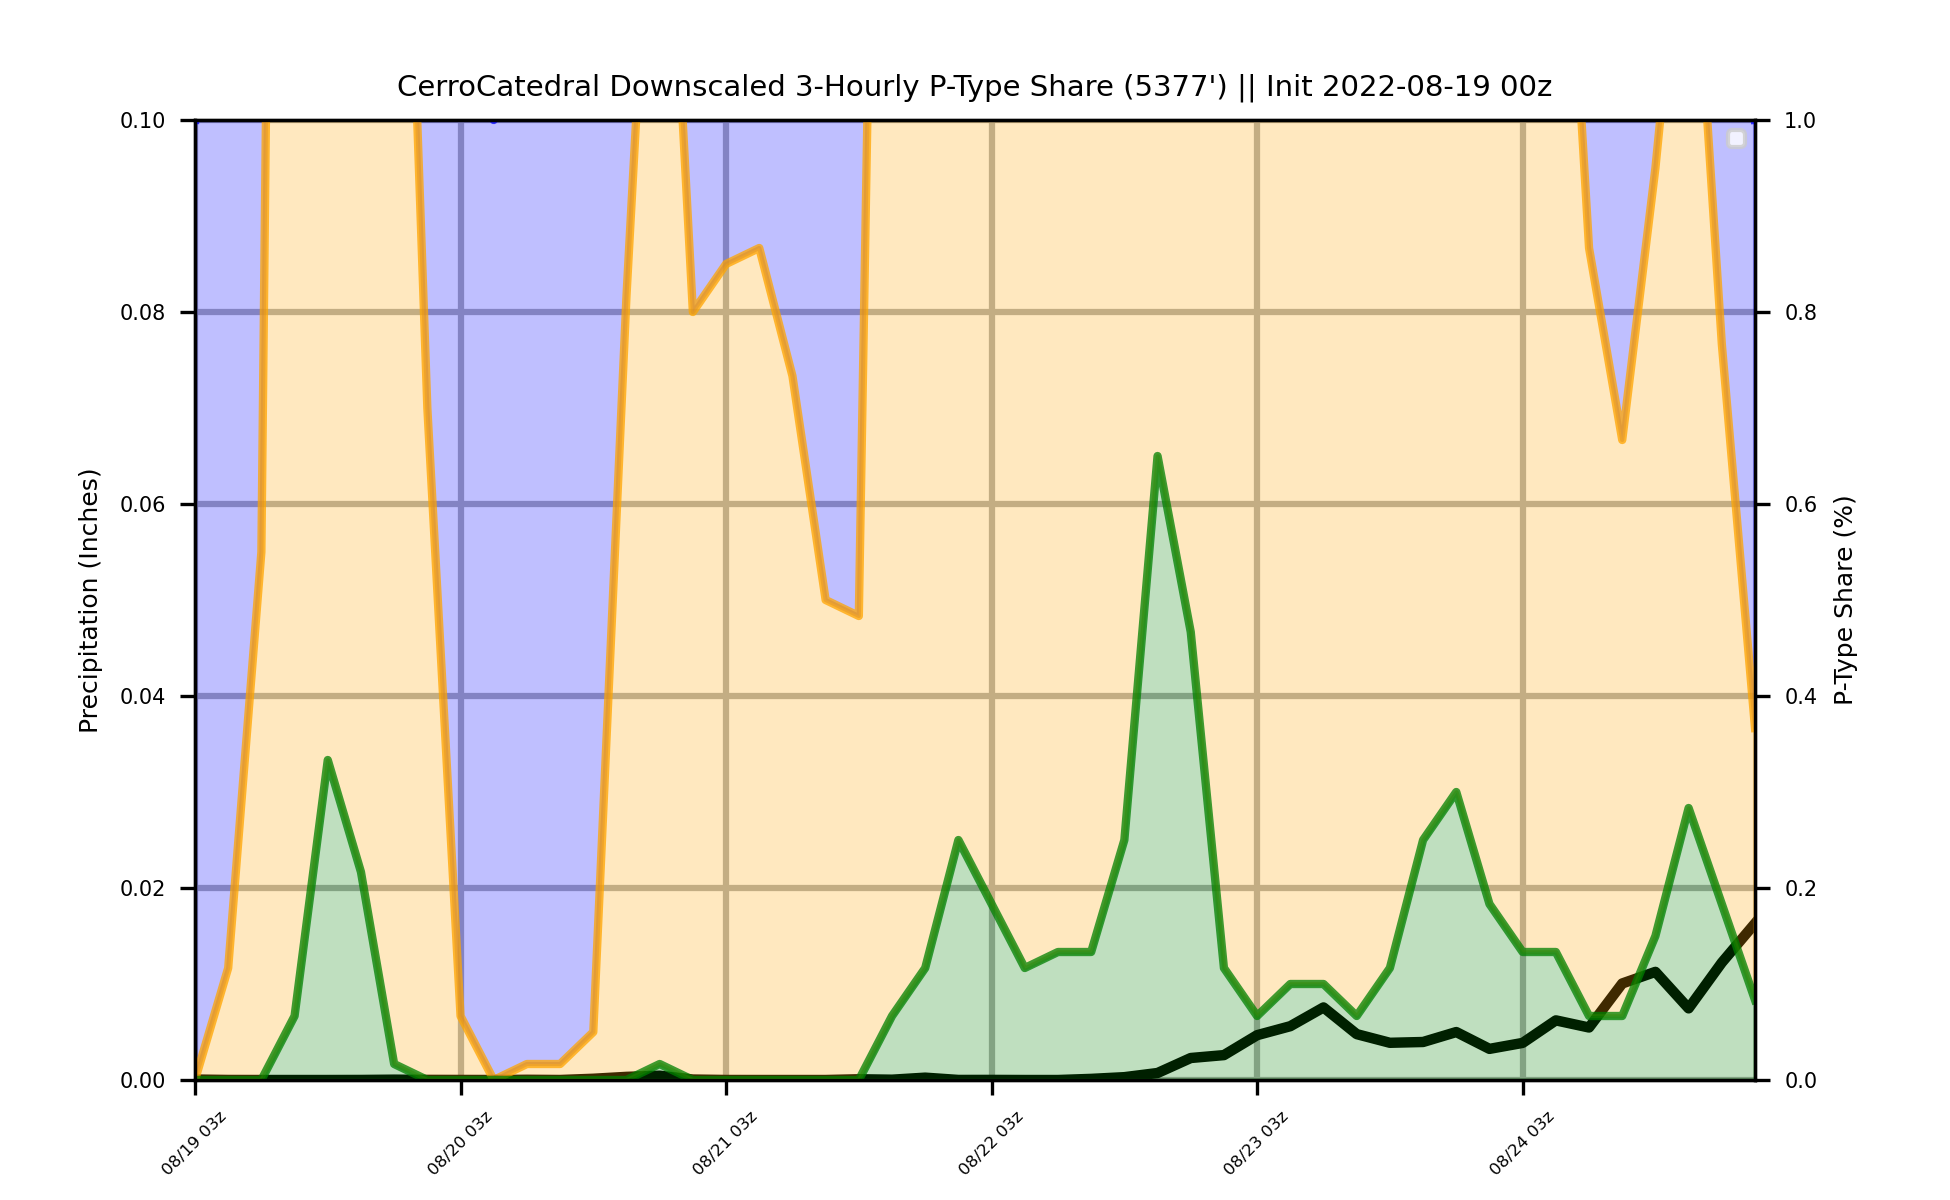 CerroCatedral Downscaled 3-Hourly P-Type Share (5377') || Init 2022-08-19 00z
Precipitation (Inches)
0.10
0.08
0.06
0.04
0.02
0.00
1.0
0.8
0.6
0.4
0.2
0.0
P-Type Share (%)
08/19 03z
08/20 03z
08/21 03z
08/22 03z
08/23 03z
08/24 03z